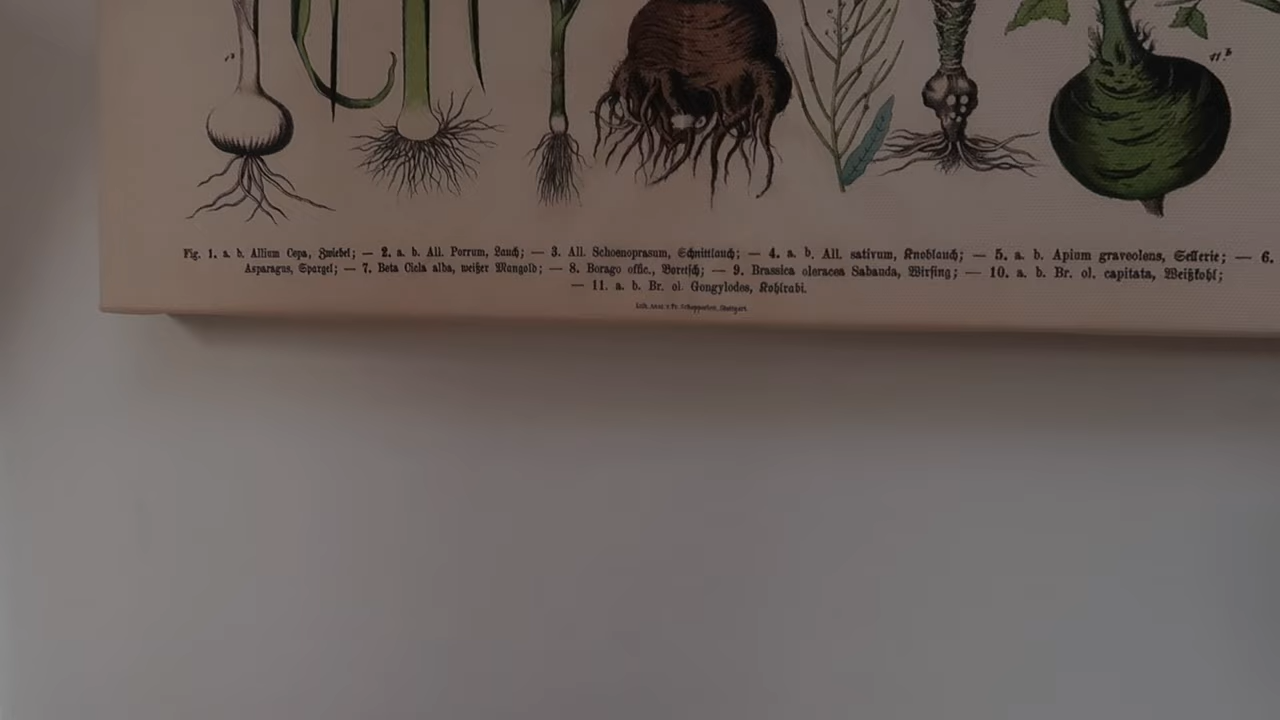 11.b
Fig. 1. a. b. Allium Cepa, Zwiebel; — 2. a. b. All. Porrum, Lauch; — 3. All. Schoenoprasum, Schnittlauch; — 4. a. b. All. sativum, Knoblauch; — 5. a. b. Apium graveolens, Sellerie; — 6.
Asparagus, Spargel; — 7. Beta Cicla alba, weißer Mangold; — 8. Borago offic., Borretsch; — 9. Brassica oleracea Sabauda, Wirsing; — 10. a. b. Br. ol. capitata, Weißkohl;
— 11. a. b. Br. ol. Gongylodes, Kohlrabi.
Stuttgart.